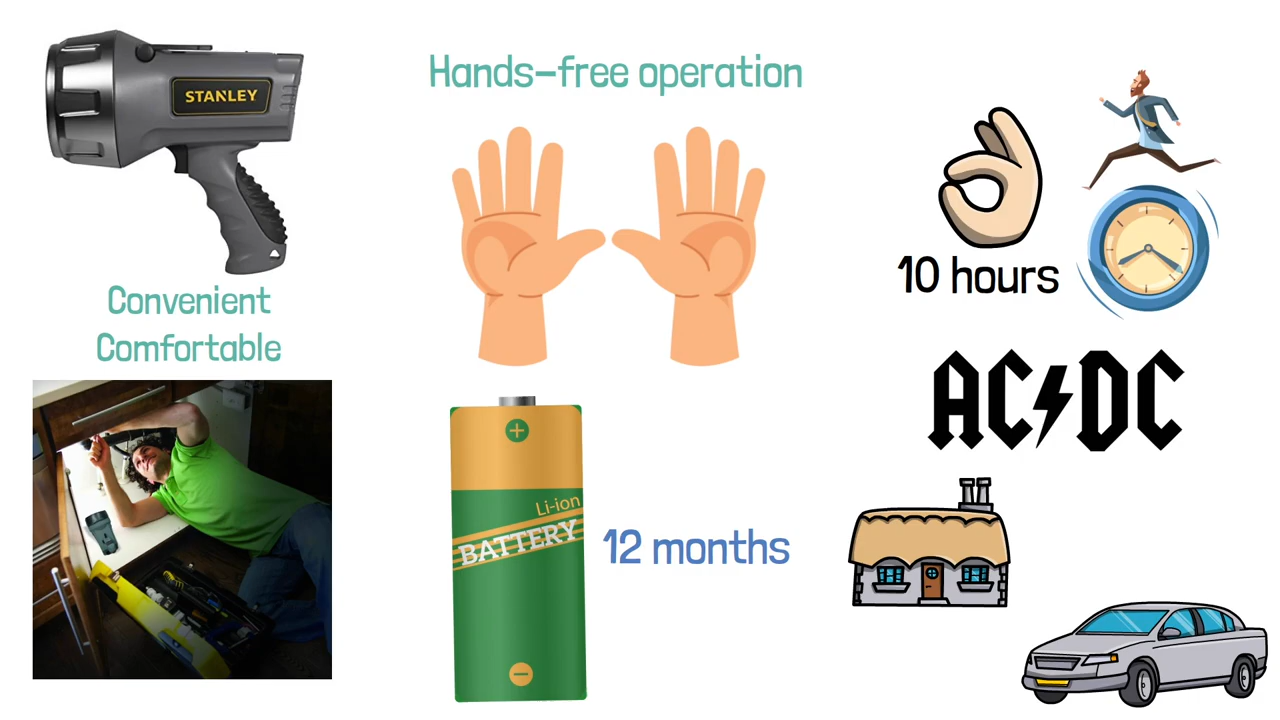 STANLEY
Convenient
Comfortable
Hands-free operation
Li-ion
BATTERY
12 months
10 hours
AC DC